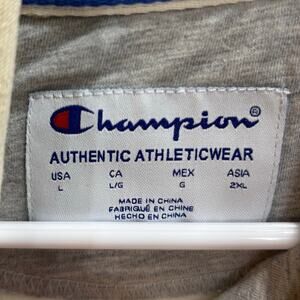 Champion®
AUTHENTIC ATHLETICWEAR
USA CA MEX ASIA
L L/G G 2XL
MADE IN CHINA
FABRIQUÉ EN CHINE
HECHO EN CHINA